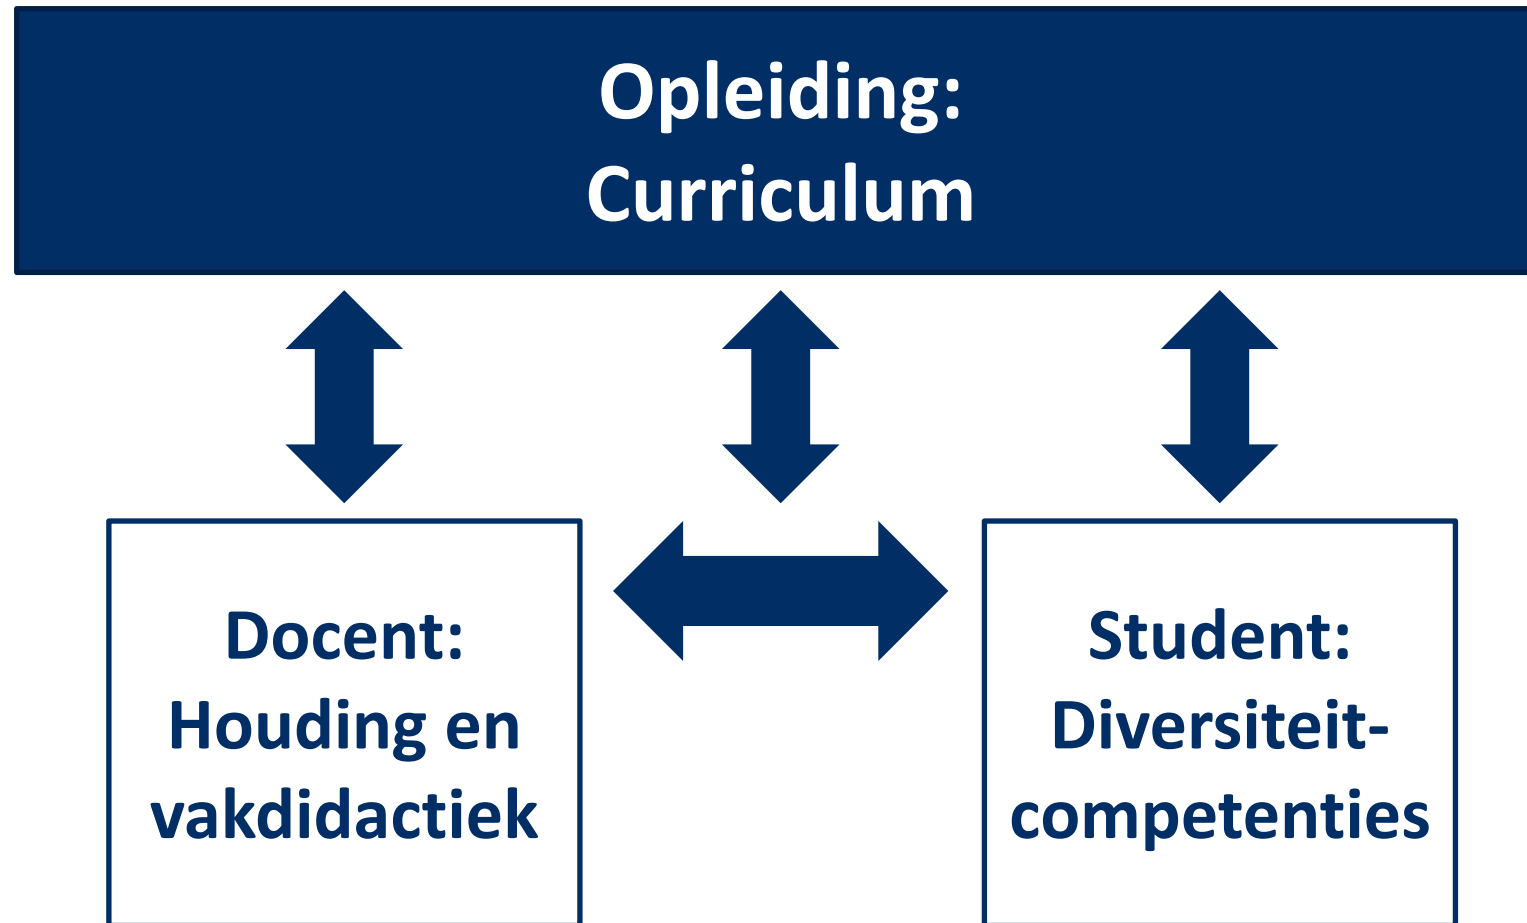 Opleiding:
Curriculum
Docent:
Houding en
vakdidactiek
Student:
Diversiteit-
competenties